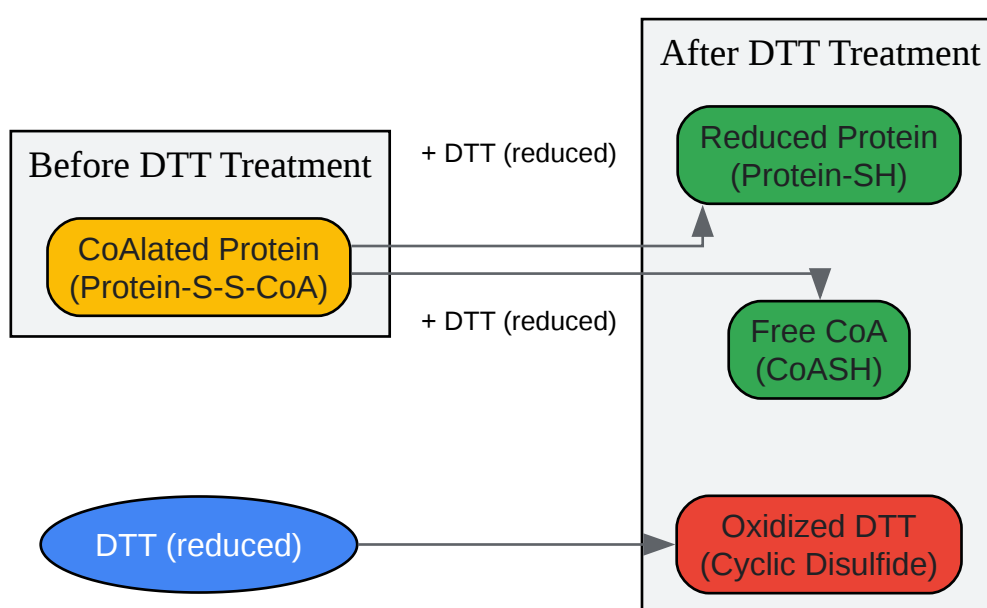 Before DTT Treatment
CoAlated Protein
(Protein-S-S-CoA)
+ DTT (reduced)
+ DTT (reduced)
DTT (reduced)
After DTT Treatment
Reduced Protein
(Protein-SH)
Free CoA
(CoASH)
Oxidized DTT
(Cyclic Disulfide)